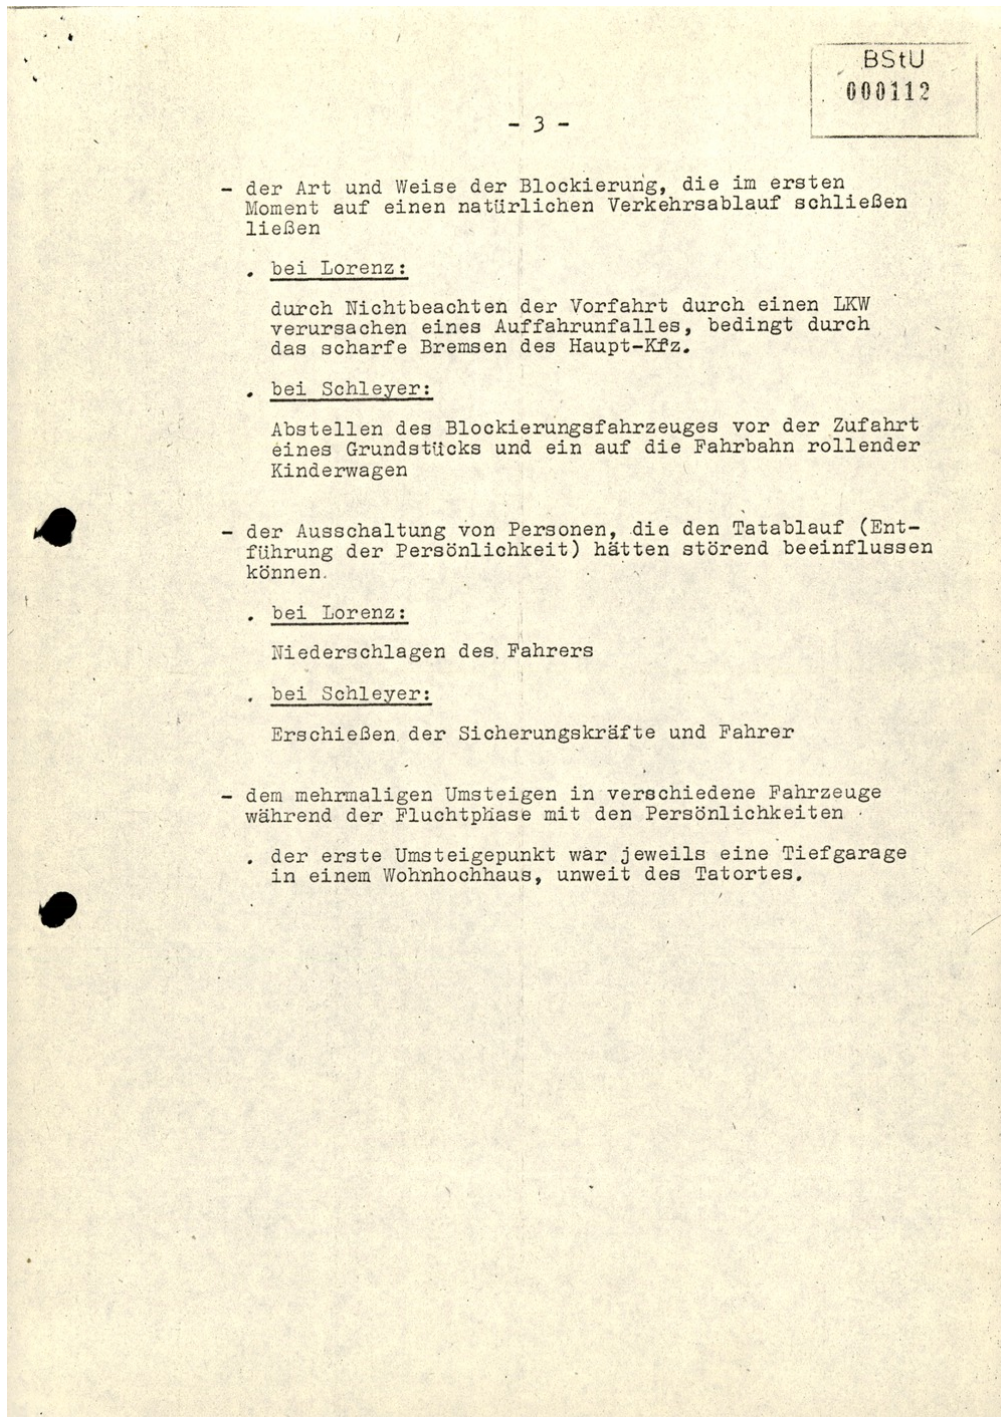 BStU
000112
- 3 -
- der Art und Weise der Blockierung, die im ersten
Moment auf einen natürlichen Verkehrsablauf schließen
ließen
. bei Lorenz:
durch Nichtbeachten der Vorfahrt durch einen LKW
verursachen eines Auffahrunfalles, bedingt durch
das scharfe Bremsen des Haupt-Kfz.
. bei Schleyer:
Abstellen des Blockierungsfahrzeuges vor der Zufahrt
eines Grundstücks und ein auf die Fahrbahn rollender
Kinderwagen
- der Ausschaltung von Personen, die den Tatablauf (Ent-
führung der Persönlichkeit) hätten störend beeinflussen
können.
. bei Lorenz:
Niederschlagen des Fahrers
. bei Schleyer:
Erschießen der Sicherungskräfte und Fahrer
- dem mehrmaligen Umsteigen in verschiedene Fahrzeuge
während der Fluchtphase mit den Persönlichkeiten
. der erste Umsteigepunkt war jeweils eine Tiefgarage
in einem Wohnhochhaus, unweit des Tatortes.